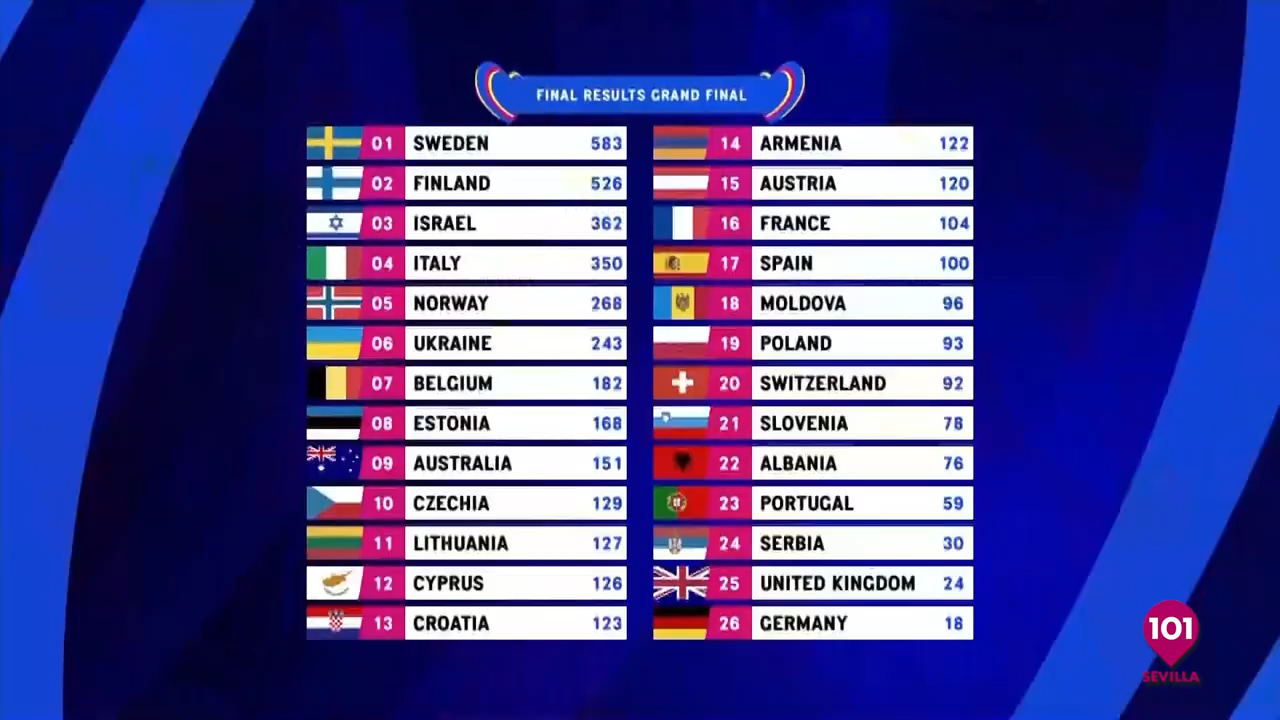 FINAL RESULTS GRAND FINAL
01 SWEDEN 583
02 FINLAND 526
03 ISRAEL 362
04 ITALY 350
05 NORWAY 268
06 UKRAINE 243
07 BELGIUM 182
08 ESTONIA 168
09 AUSTRALIA 151
10 CZECHIA 129
11 LITHUANIA 127
12 CYPRUS 126
13 CROATIA 123
14 ARMENIA 122
15 AUSTRIA 120
16 FRANCE 104
17 SPAIN 100
18 MOLDOVA 96
19 POLAND 93
20 SWITZERLAND 92
21 SLOVENIA 78
22 ALBANIA 76
23 PORTUGAL 59
24 SERBIA 30
25 UNITED KINGDOM 24
26 GERMANY 18
101
SEVILLA